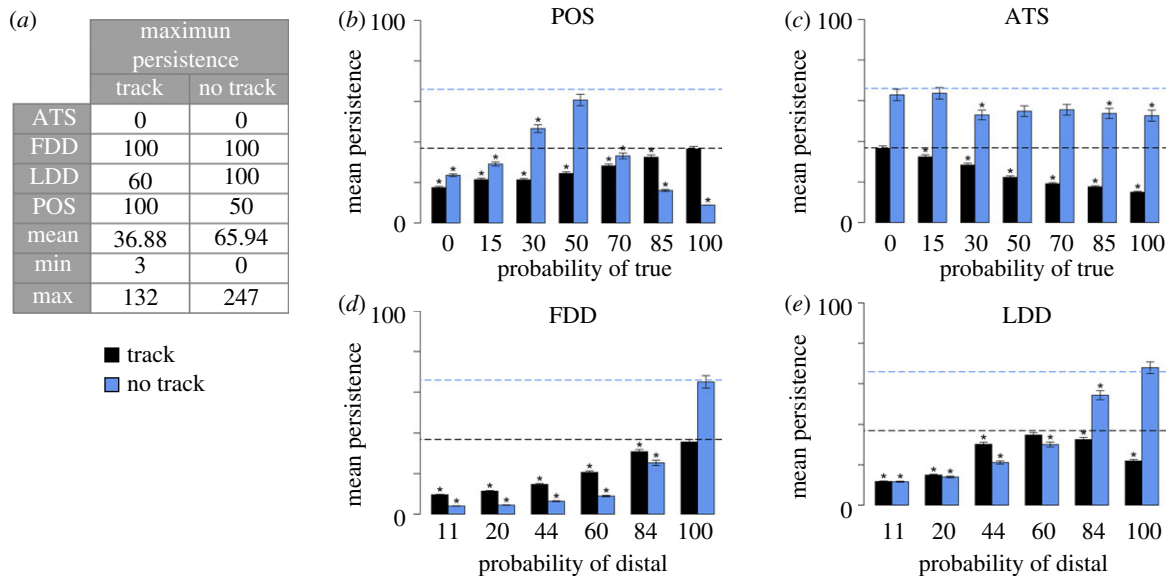 (a)
maximun
persistence
track no track
ATS 0 0
FDD 100 100
LDD 60 100
POS 100 50
mean 36.88 65.94
min 3 0
max 132 247
track
no track
(b) POS
100
mean persistence
0
* * * * * * * * * * * *
0 15 30 50 70 85 100
probability of true
(c) ATS
100
mean persistence
0
* * * * * * * * *
0 15 30 50 70 85 100
probability of true
(d) FDD
100
mean persistence
0
* * * * * * * * * *
11 20 44 60 84 100
probability of distal
(e) LDD
100
mean persistence
0
* * * * * * * * * *
11 20 44 60 84 100
probability of distal